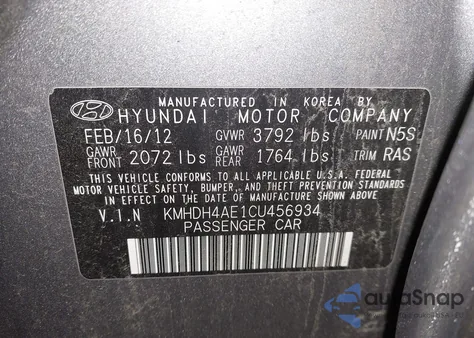 MANUFACTURED IN KOREA BY
HYUNDAI MOTOR COMPANY
FEB/16/12 GVWR 3792 lbs PAINT N5S
GAWR FRONT 2072 lbs GAWR REAR 1764 lbs TRIM RAS
THIS VEHICLE CONFORMS TO ALL APPLICABLE U.S. FEDERAL
MOTOR VEHICLE SAFETY, BUMPER, AND THEFT PREVENTION STANDARDS
IN EFFECT ON THE DATE OF MANUFACTURE SHOWN ABOVE.
V.I.N KMHDH4AE1CU456934
PASSENGER CAR
autoSnap